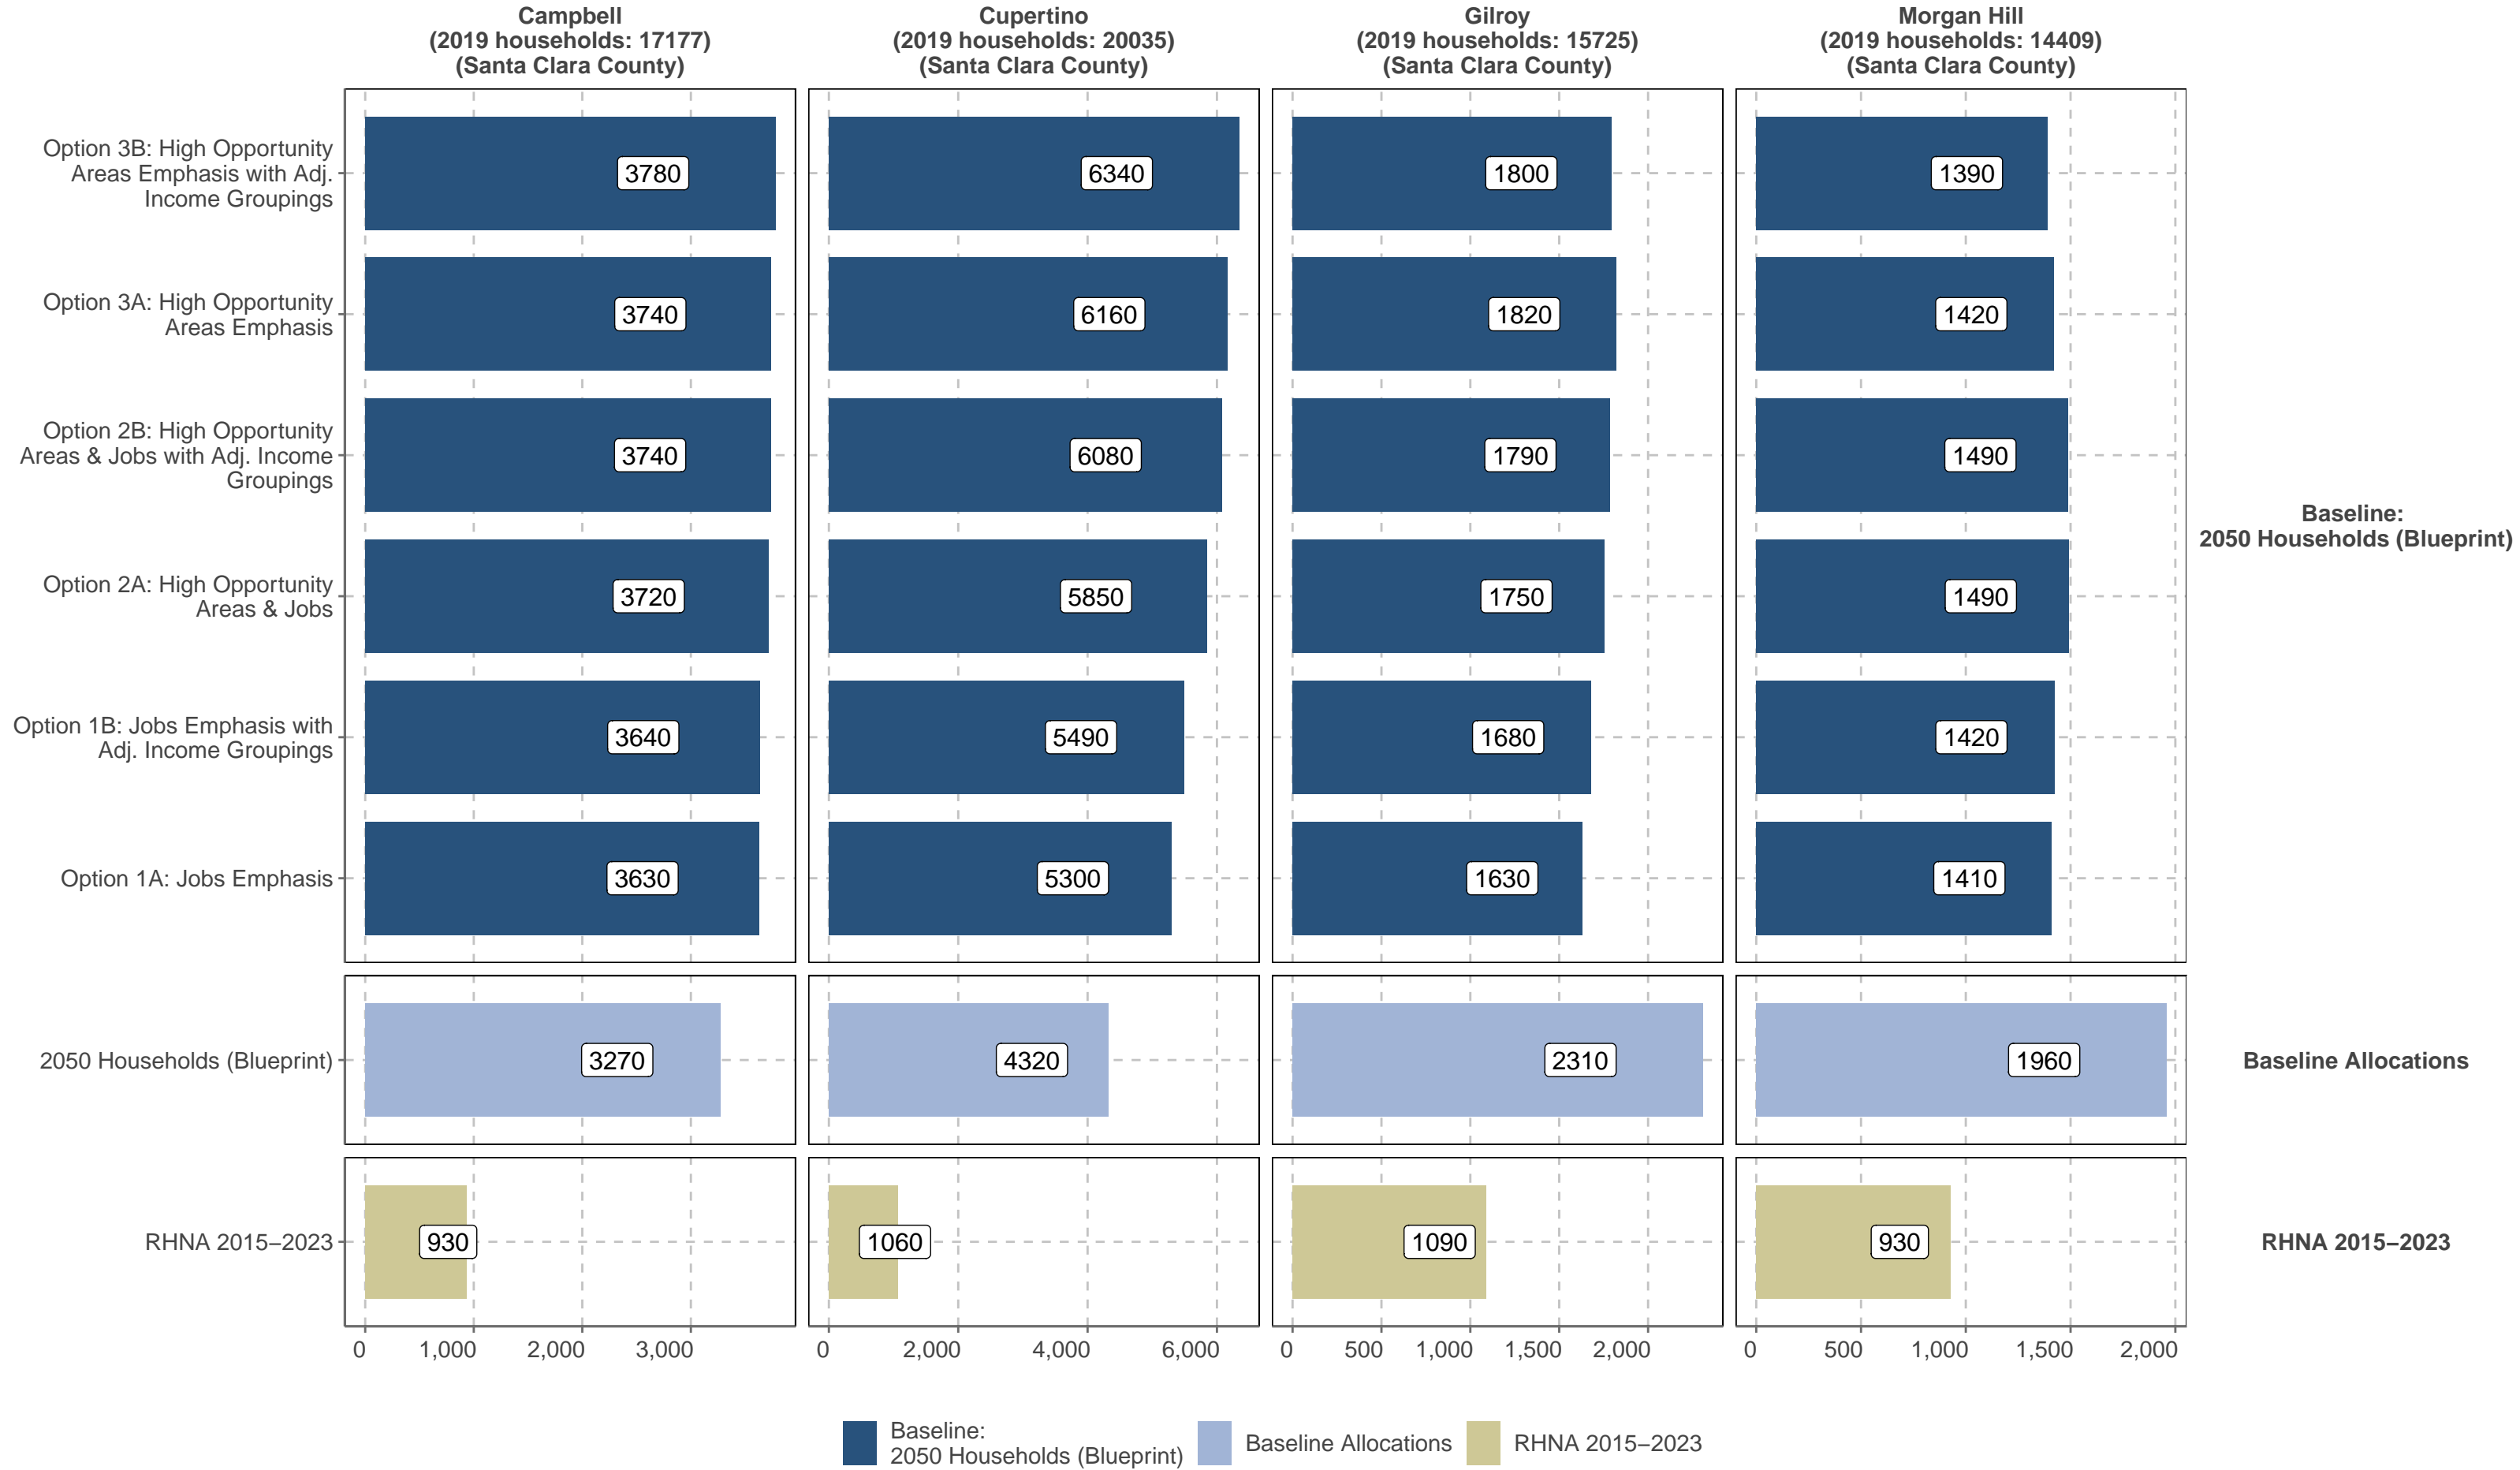 Campbell
(2019 households: 17177)
(Santa Clara County)
Cupertino
(2019 households: 20035)
(Santa Clara County)
Gilroy
(2019 households: 15725)
(Santa Clara County)
Morgan Hill
(2019 households: 14409)
(Santa Clara County)
Option 3B: High Opportunity
Areas Emphasis with Adj.
Income Groupings
3780
6340
1800
1390
Option 3A: High Opportunity
Areas Emphasis
3740
6160
1820
1420
Option 2B: High Opportunity
Areas & Jobs with Adj. Income
Groupings
3740
6080
1790
1490
Baseline:
2050 Households (Blueprint)
Option 2A: High Opportunity
Areas & Jobs
3720
5850
1750
1490
Option 1B: Jobs Emphasis with
Adj. Income Groupings
3640
5490
1680
1420
Option 1A: Jobs Emphasis
3630
5300
1630
1410
2050 Households (Blueprint)
3270
4320
2310
1960
Baseline Allocations
RHNA 2015−2023
930
1060
1090
930
RHNA 2015−2023
0 1,000 2,000 3,000
0 2,000 4,000 6,000
0 500 1,000 1,500 2,000
0 500 1,000 1,500 2,000
Baseline:
2050 Households (Blueprint)
Baseline Allocations
RHNA 2015−2023